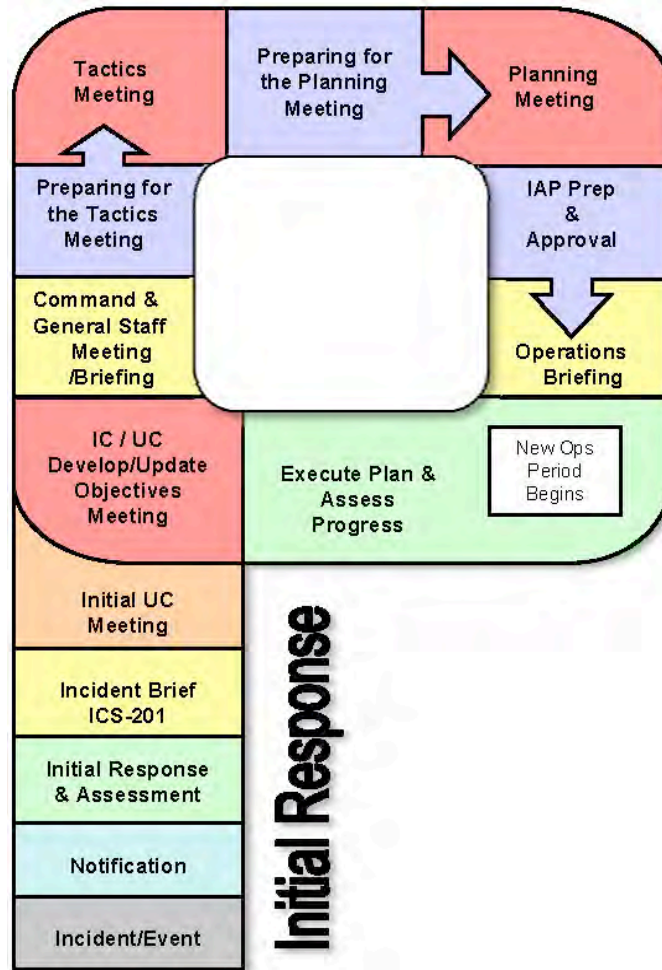 Tactics
Meeting
Preparing for
the Planning
Meeting
Planning
Meeting
Preparing for
the Tactics
Meeting
IAP Prep
&
Approval
Command &
General Staff
Meeting
/Briefing
Operations
Briefing
IC / UC
Develop/Update
Objectives
Meeting
Execute Plan &
Assess
Progress
New Ops
Period
Begins
Initial UC
Meeting
Incident Brief
ICS-201
Initial Response
& Assessment
Notification
Incident/Event
Initial Response